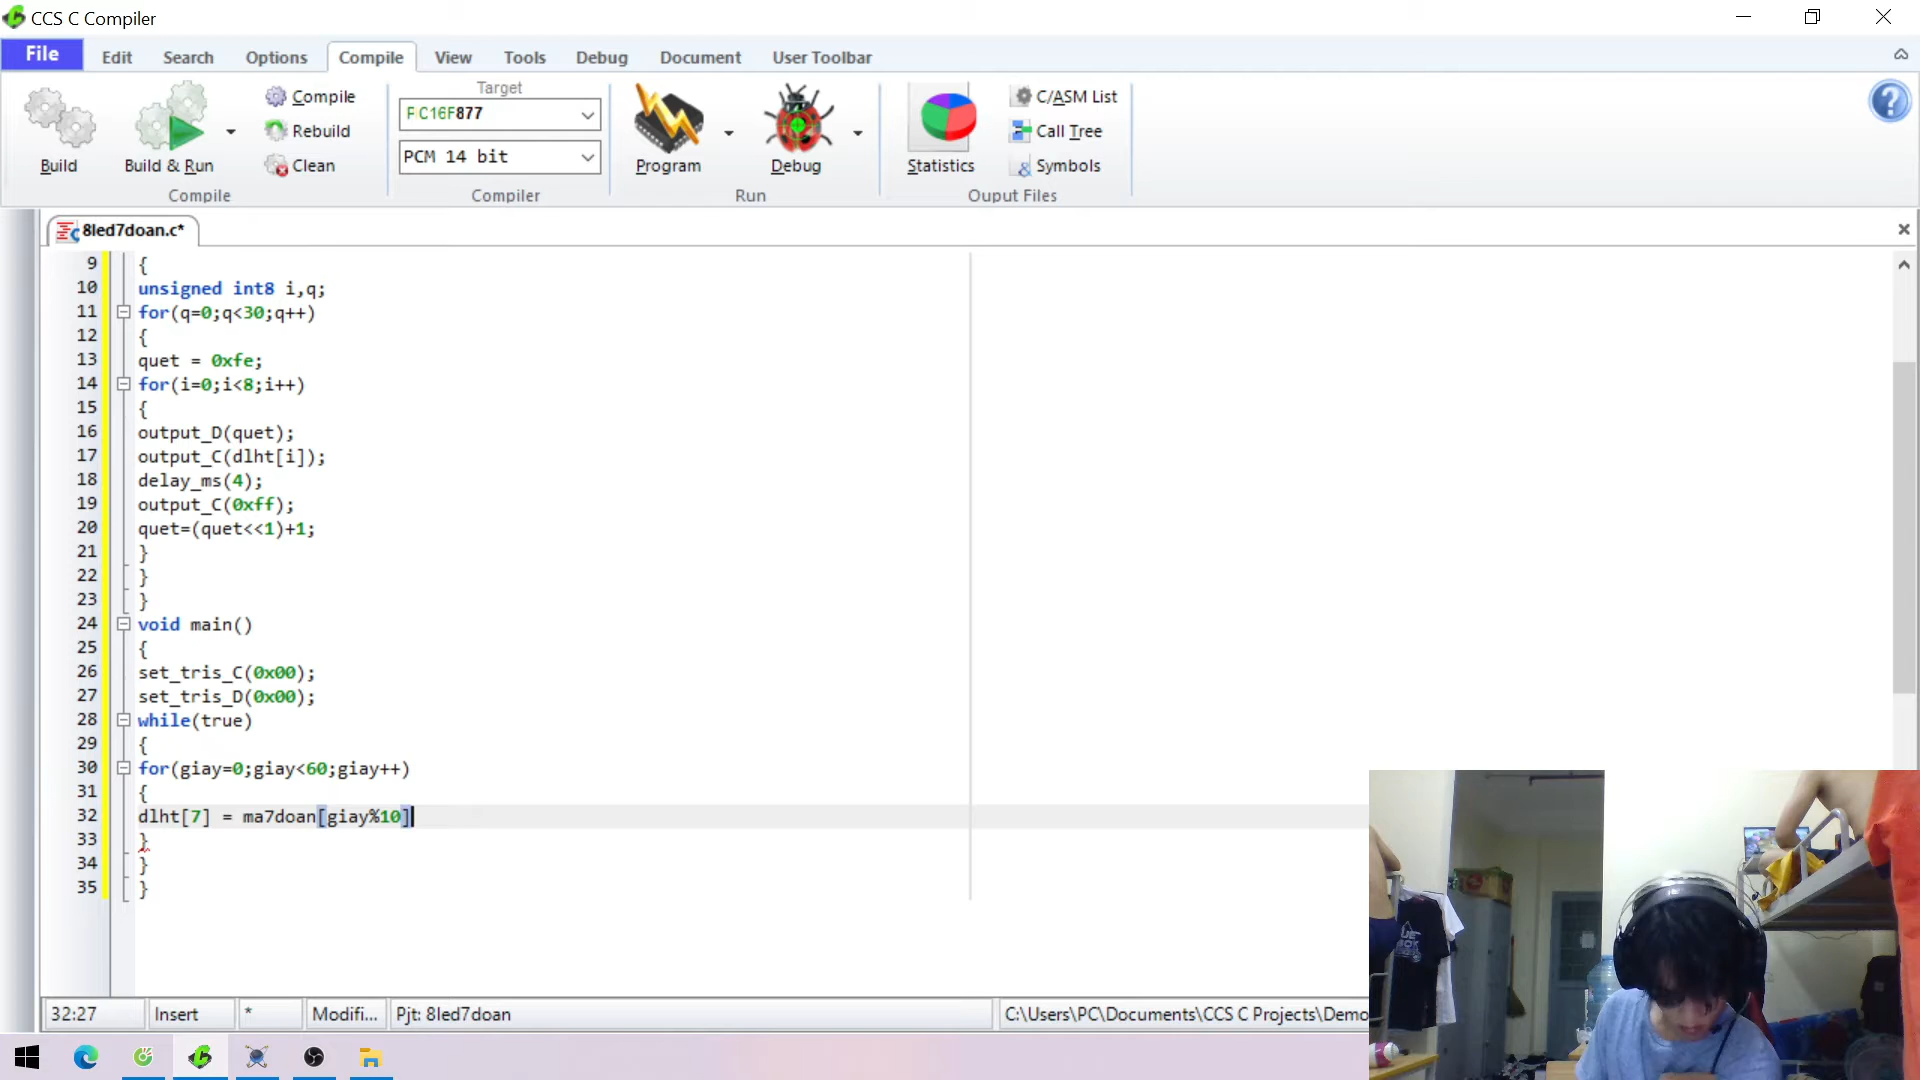 CCS C Compiler
File Edit Search Options Compile View Tools Debug Document User Toolbar
Build
Build & Run
Compile
Rebuild
Clean
Compile
Target
PIC16F877
PCM 14 bit
Compiler
Program
Debug
Run
Statistics
C/ASM List
Call Tree
Symbols
Ouput Files
8led7doan.c*
9 {
10 unsigned int8 i,q;
11 for(q=0;q<30;q++)
12 {
13 quet = 0xfe;
14 for(i=0;i<8;i++)
15 {
16 output_D(quet);
17 output_C(dlht[i]);
18 delay_ms(4);
19 output_C(0xff);
20 quet=(quet<<1)+1;
21 }
22 }
23 }
24 void main()
25 {
26 set_tris_C(0x00);
27 set_tris_D(0x00);
28 while(true)
29 {
30 for(giay=0;giay<60;giay++)
31 {
32 dlht[7] = ma7doan[giay%10]
33 }
34 }
35 }
32:27 Insert * Modifi... Pjt: 8led7doan C:\Users\PC\Documents\CCS C Projects\Demo